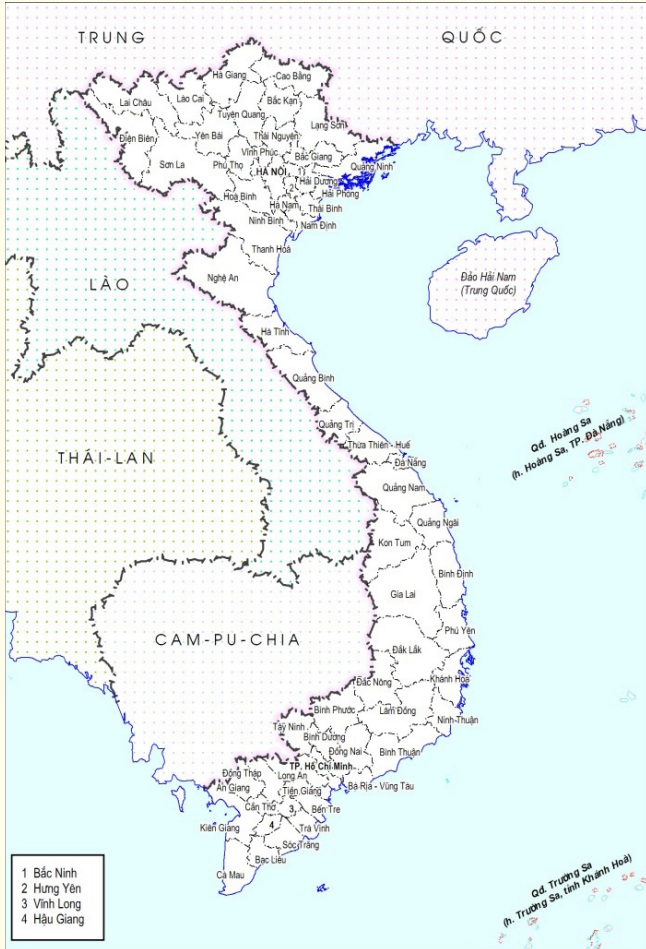 TRUNG QUỐC
Hà Giang
Cao Bằng
Lai Châu
Lào Cai
Bắc Kạn
Tuyên Quang
Lạng Sơn
Điện Biên
Yên Bái
Thái Nguyên
Vĩnh Phúc
Bắc Giang
Sơn La
Phú Thọ
HÀ NỘI
1
Quảng Ninh
Hải Dương
2
Hải Phòng
Hoà Bình
Hà Nam
Thái Bình
Ninh Bình
Nam Định
Thanh Hoá
Nghệ An
LÀO
Đảo Hải Nam
(Trung Quốc)
Hà Tĩnh
Quảng Bình
Quảng Trị
Thừa Thiên - Huế
Qđ. Hoàng Sa
(h. Hoàng Sa, TP. Đà Nẵng)
THÁI-LAN
Đà Nẵng
Quảng Nam
Quảng Ngãi
Kon Tum
Bình Định
Gia Lai
CAM-PU-CHIA
Phú Yên
Đắk Lắk
Đắc Nông
Khánh Hoà
Bình Phước
Lâm Đồng
Ninh Thuận
Tây Ninh
Bình Dương
Đồng Nai
Bình Thuận
TP. Hồ Chí Minh
Đồng Tháp
Long An
An Giang
Tiền Giang
Bà Rịa - Vũng Tàu
Cần Thơ
3
Bến Tre
Kiên Giang
4
Trà Vinh
Sóc Trăng
Bạc Liêu
Cà Mau
Qđ. Trường Sa
(h. Trường Sa, tỉnh Khánh Hoà)
1 Bắc Ninh
2 Hưng Yên
3 Vĩnh Long
4 Hậu Giang